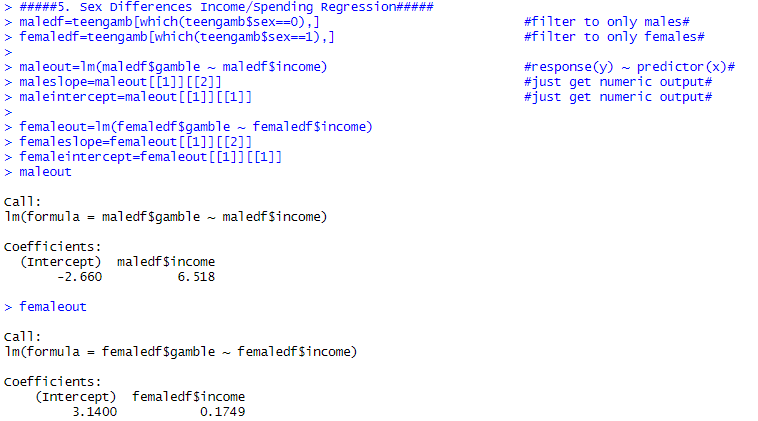 > #####5. Sex Differences Income/Spending Regression#####
> maledf=teengamb[which(teengamb$sex==0),] #filter to only males#
> femaledf=teengamb[which(teengamb$sex==1),] #filter to only females#
>
> maleout=lm(maledf$gamble ~ maledf$income) #response(y) ~ predictor(x)#
> maleslope=maleout[[1]][[2]] #just get numeric output#
> maleintercept=maleout[[1]][[1]] #just get numeric output#
>
> femaleout=lm(femaledf$gamble ~ femaledf$income)
> femaleslope=femaleout[[1]][[2]]
> femaleintercept=femaleout[[1]][[1]]
> maleout
Call:
lm(formula = maledf$gamble ~ maledf$income)
Coefficients:
(Intercept) maledf$income
-2.660 6.518
> femaleout
Call:
lm(formula = femaledf$gamble ~ femaledf$income)
Coefficients:
(Intercept) femaledf$income
3.1400 0.1749